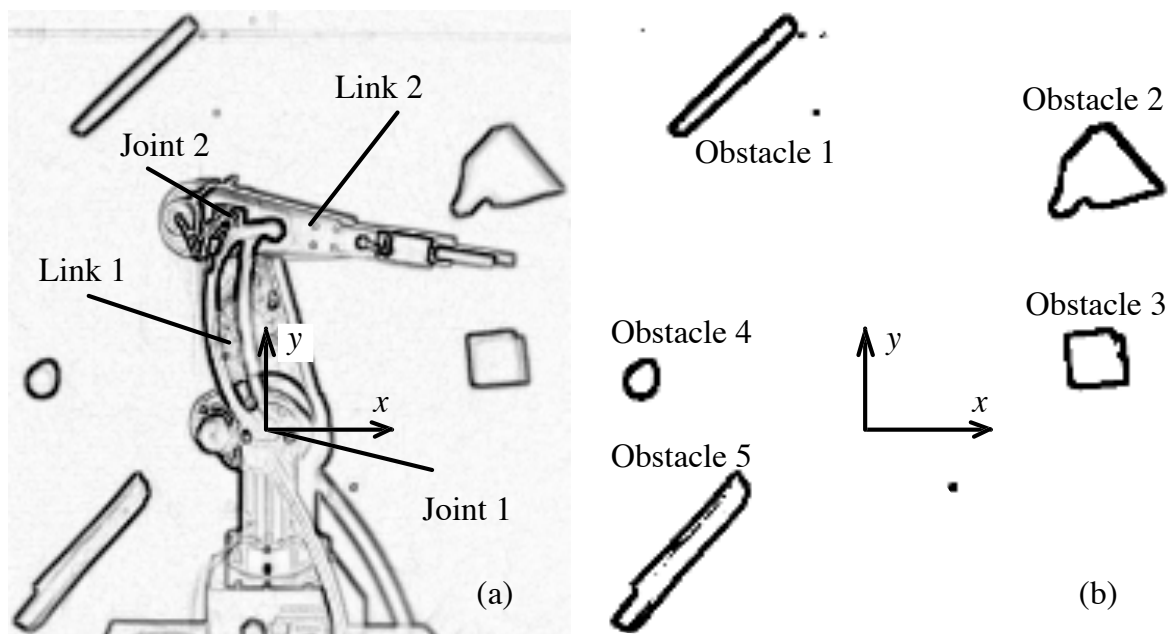 Link 2
Joint 2
Link 1
y
x
Joint 1
(a)
Obstacle 1
Obstacle 2
Obstacle 3
Obstacle 4
y
x
Obstacle 5
(b)